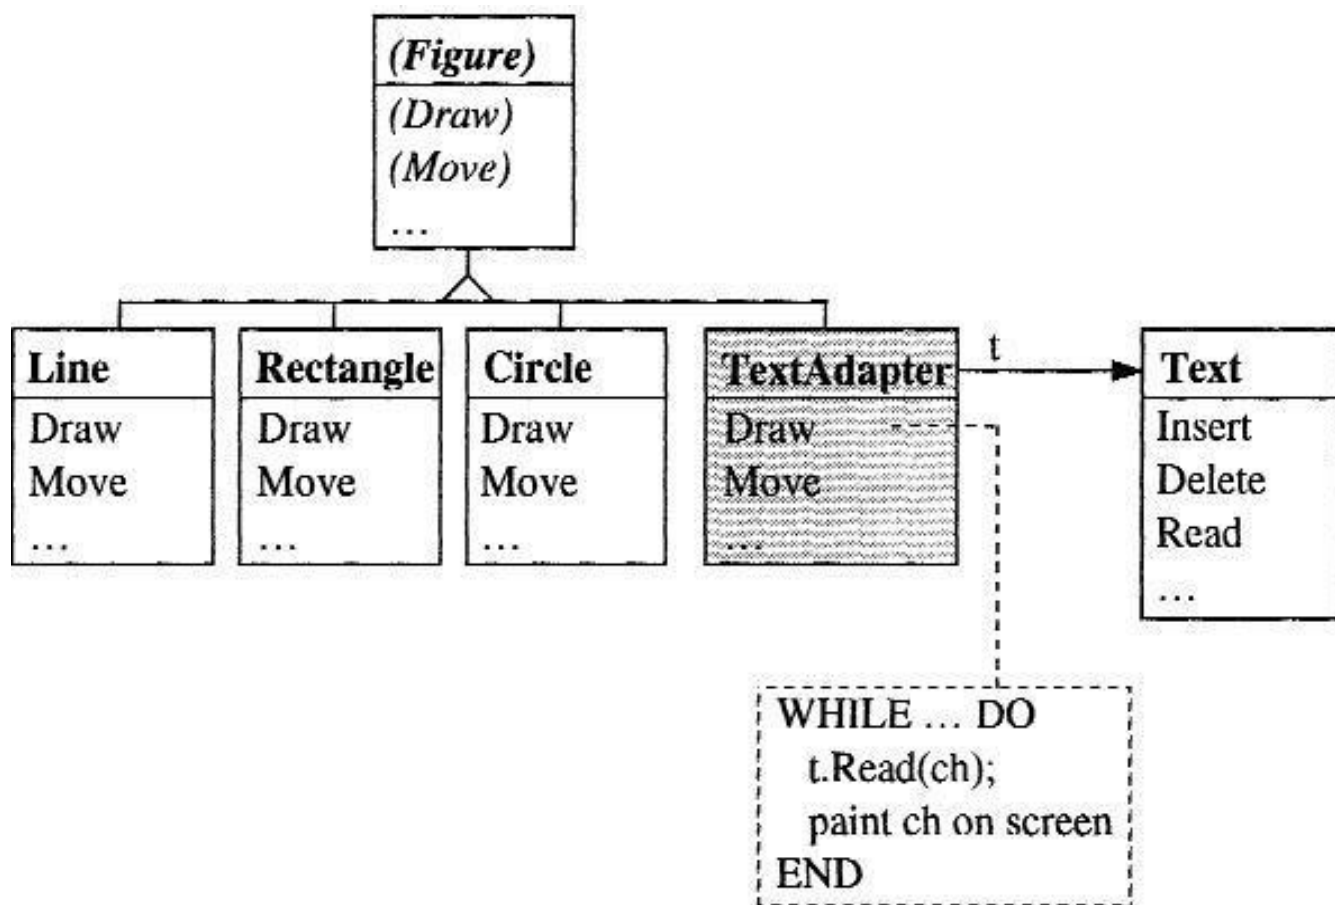 (Figure)
(Draw)
(Move)
...
Line
Draw
Move
...
Rectangle
Draw
Move
...
Circle
Draw
Move
...
TextAdapter
Draw
Move
...
t
Text
Insert
Delete
Read
...
WHILE ... DO
t.Read(ch);
paint ch on screen
END